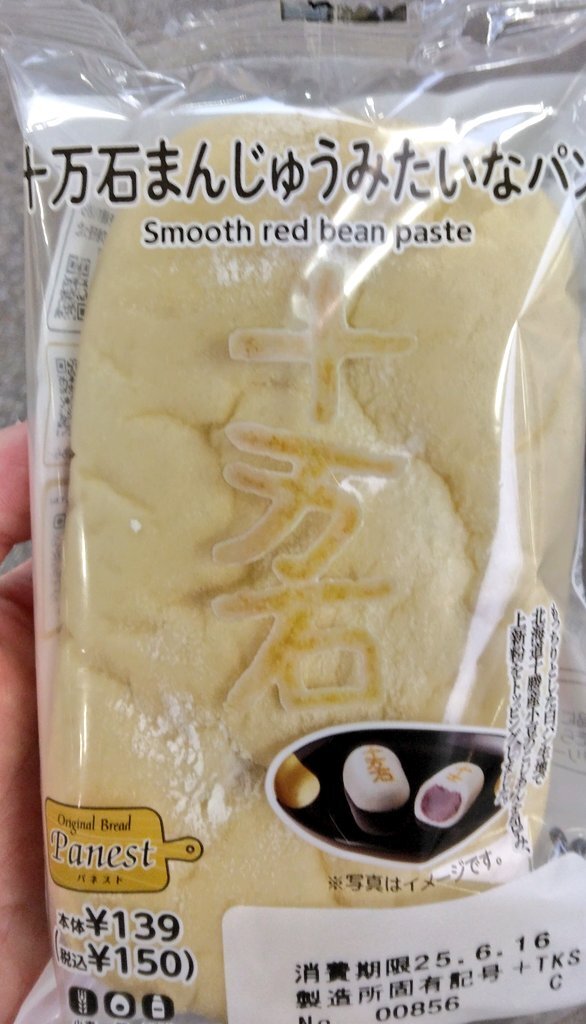 十万石まんじゅうみたいなパン
Smooth red bean paste
十万石
十万石
Original Bread
Panest
パネスト
※写真はイメージです。
本体¥139
(税込¥150)
消費期限25.6.16
製造所固有記号+TKS
C
No. 00856